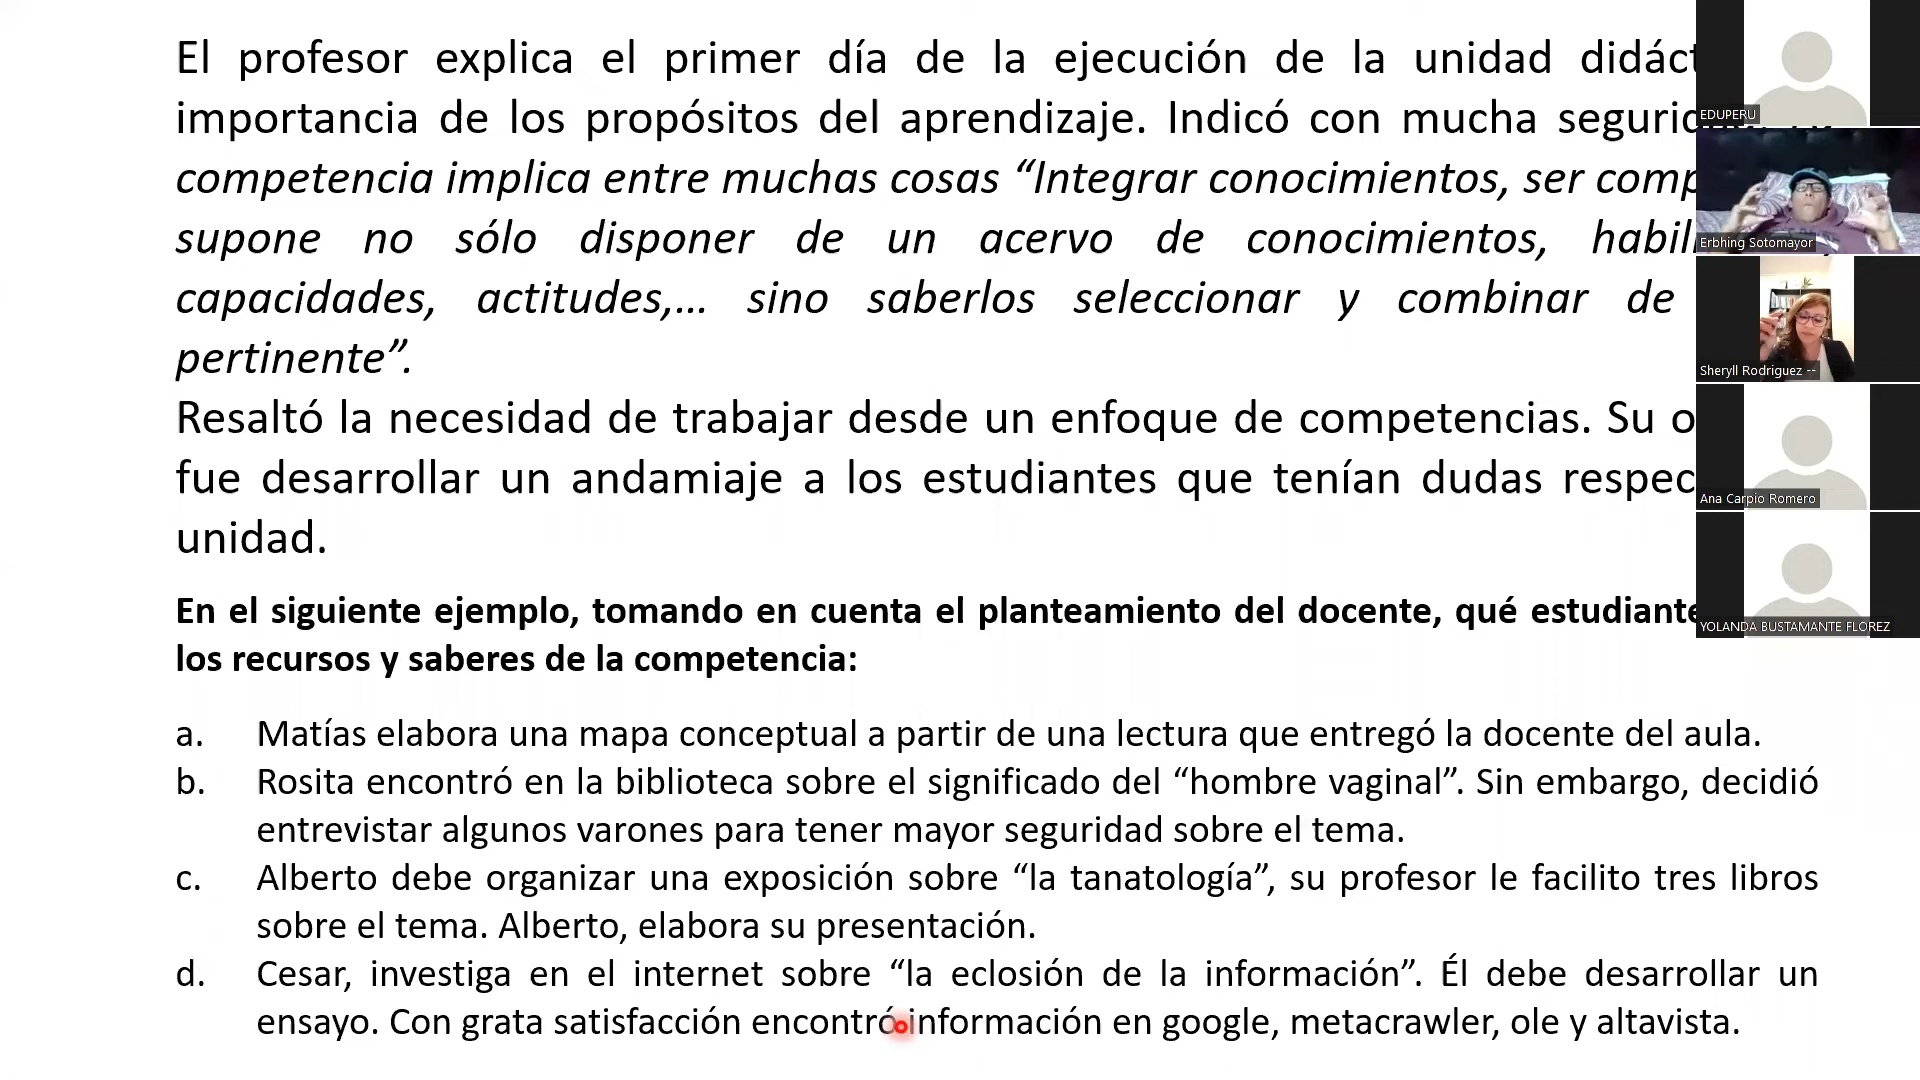 El profesor explica el primer día de la ejecución de la unidad
importancia de los propósitos del aprendizaje. Indicó con mucha
competencia implica entre muchas cosas “Integrar conocimientos, ser
supone no sólo disponer de un acervo de conocimientos,
capacidades, actitudes,... sino saberlos seleccionar y combinar de
pertinente”.
Resaltó la necesidad de trabajar desde un enfoque de competencias. Su
fue desarrollar un andamiaje a los estudiantes que tenían dudas
unidad.
En el siguiente ejemplo, tomando en cuenta el planteamiento del docente, qué
los recursos y saberes de la competencia:
a. Matías elabora una mapa conceptual a partir de una lectura que entregó la docente del aula.
b. Rosita encontró en la biblioteca sobre el significado del “hombre vaginal”. Sin embargo, decidió
entrevistar algunos varones para tener mayor seguridad sobre el tema.
c. Alberto debe organizar una exposición sobre “la tanatología”, su profesor le facilito tres libros
sobre el tema. Alberto, elabora su presentación.
d. Cesar, investiga en el internet sobre “la eclosión de la información”. Él debe desarrollar un
ensayo. Con grata satisfacción encontró información en google, metacrawler, ole y altavista.
EDUPERU
Erbhing Sotomayor
Sheryll Rodriguez --
Ana Carpio Romero
YOLANDA BUSTAMANTE FLOREZ